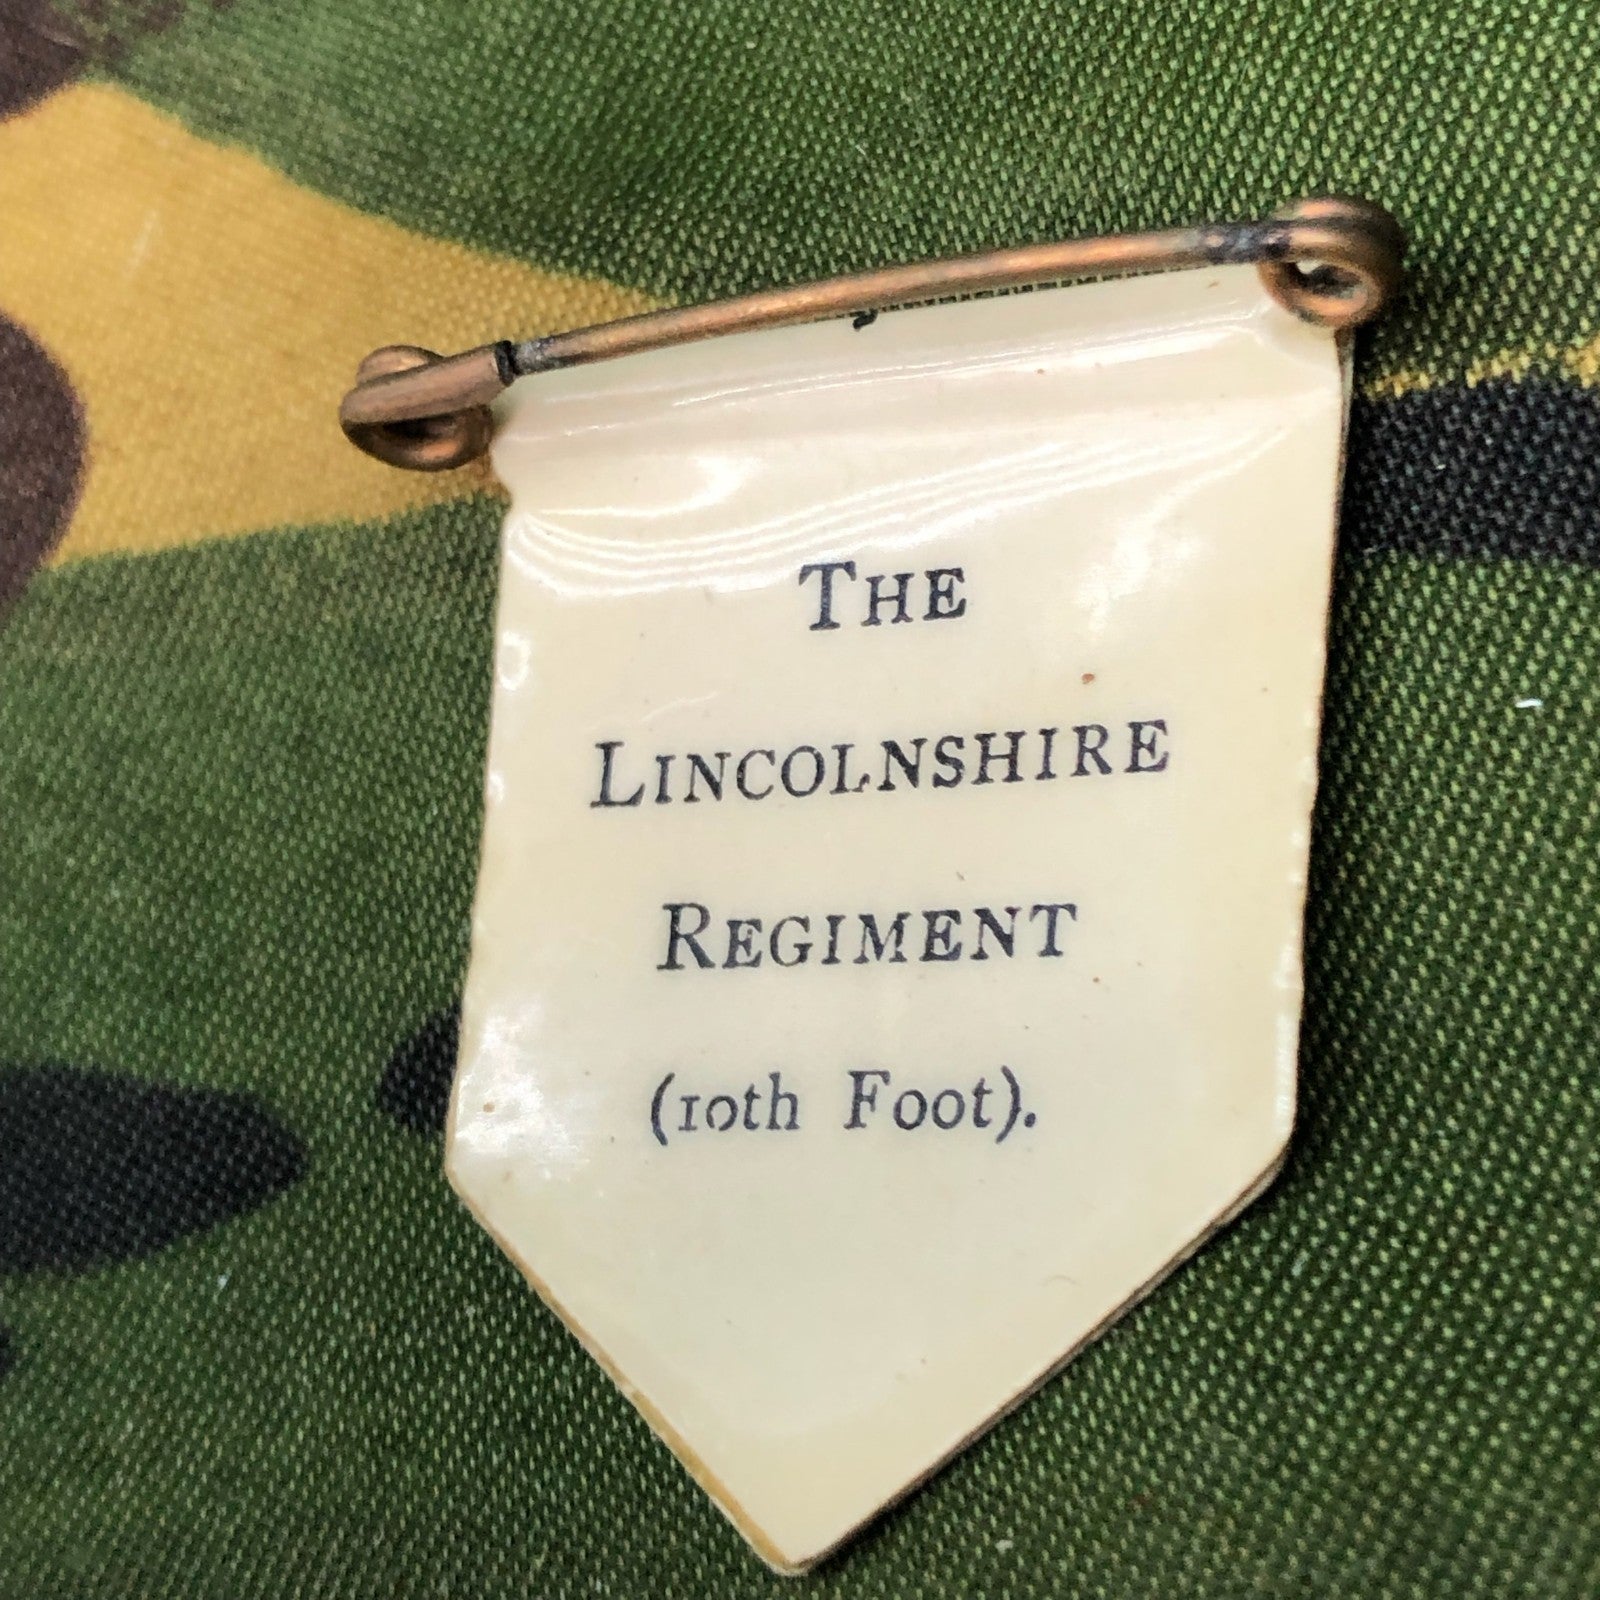 The
Lincolnshire
Regiment
(10th Foot).